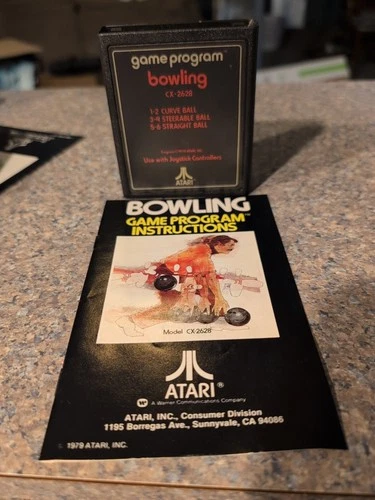 game program™
bowling
CX-2628
1-2 CURVE BALL
3-4 STEERABLE BALL
5-6 STRAIGHT BALL
Use with Joystick Controllers
ATARI
BOWLING
GAME PROGRAM™
INSTRUCTIONS
Model CX-2628
ATARI®
A Warner Communications Company
ATARI, INC., Consumer Division
1195 Borregas Ave., Sunnyvale, CA 94086
© 1979 ATARI, INC.